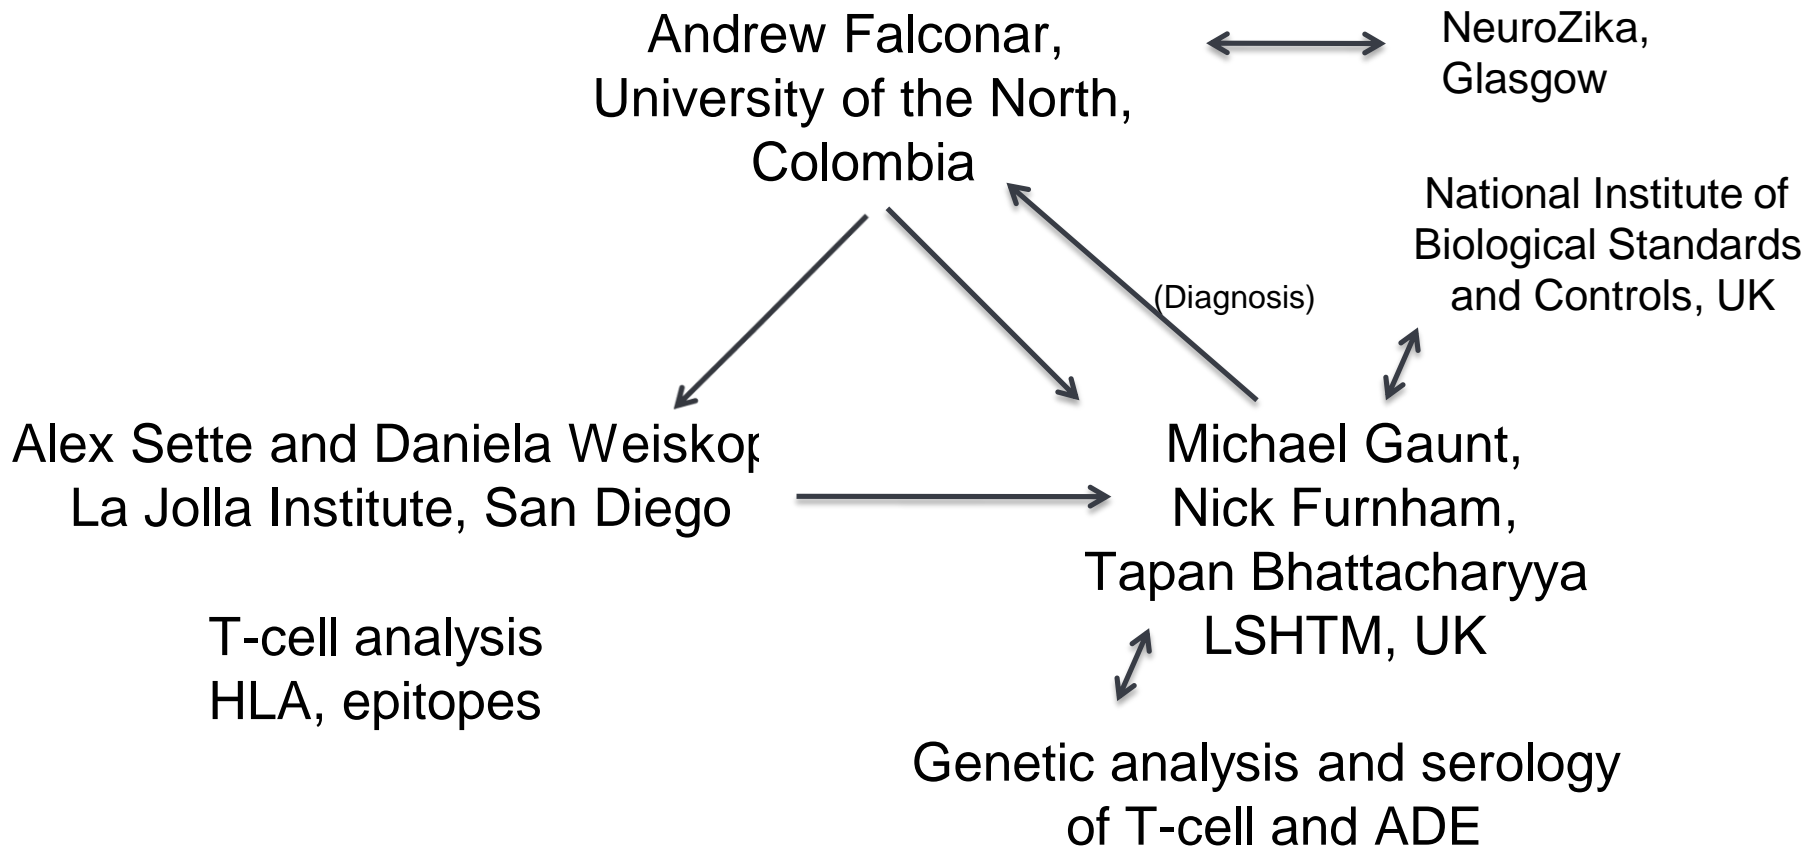 Andrew Falconar,
University of the North,
Colombia
NeuroZika,
Glasgow
National Institute of
Biological Standards
and Controls, UK
(Diagnosis)
Alex Sette and Daniela Weiskop
La Jolla Institute, San Diego
T-cell analysis
HLA, epitopes
Michael Gaunt,
Nick Furnham,
Tapan Bhattacharyya
LSHTM, UK
Genetic analysis and serology
of T-cell and ADE